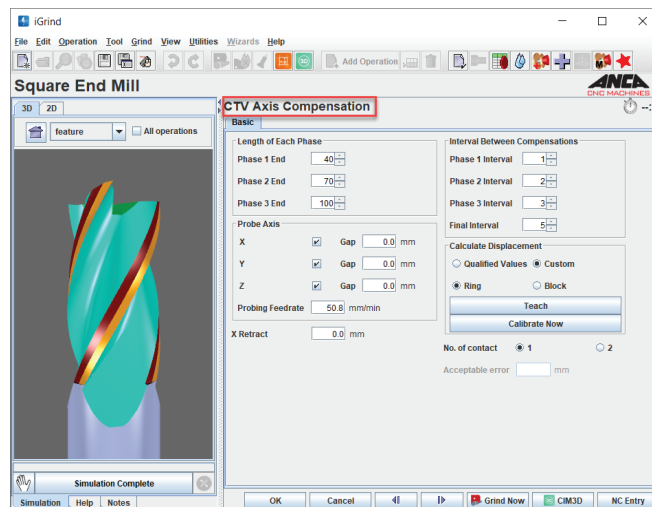 iGrind
File Edit Operation Tool Grind View Utilities Wizards Help
Add Operation
Square End Mill
ANCA
CNC MACHINES
3D 2D
CTV Axis Compensation
--:
Basic
feature All operations
Length of Each Phase
Phase 1 End 40
Phase 2 End 70
Phase 3 End 100
Interval Between Compensations
Phase 1 Interval 1
Phase 2 Interval 2
Phase 3 Interval 3
Final Interval 5
Probe Axis
X Gap 0.0 mm
Y Gap 0.0 mm
Z Gap 0.0 mm
Probing Feedrate 50.8 mm/min
X Retract 0.0 mm
Calculate Displacement
Qualified Values Custom
Ring Block
Teach
Calibrate Now
No. of contact 1 2
Acceptable error mm
Simulation Complete
Simulation Help Notes
OK Cancel Grind Now CIM3D NC Entry